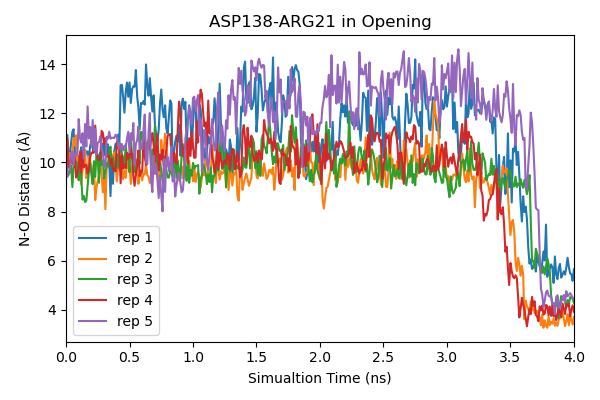 ASP138-ARG21 in Opening
N-O Distance (Å)
14
12
10
8
6
4
rep 1
rep 2
rep 3
rep 4
rep 5
0.0 0.5 1.0 1.5 2.0 2.5 3.0 3.5 4.0
Simualtion Time (ns)